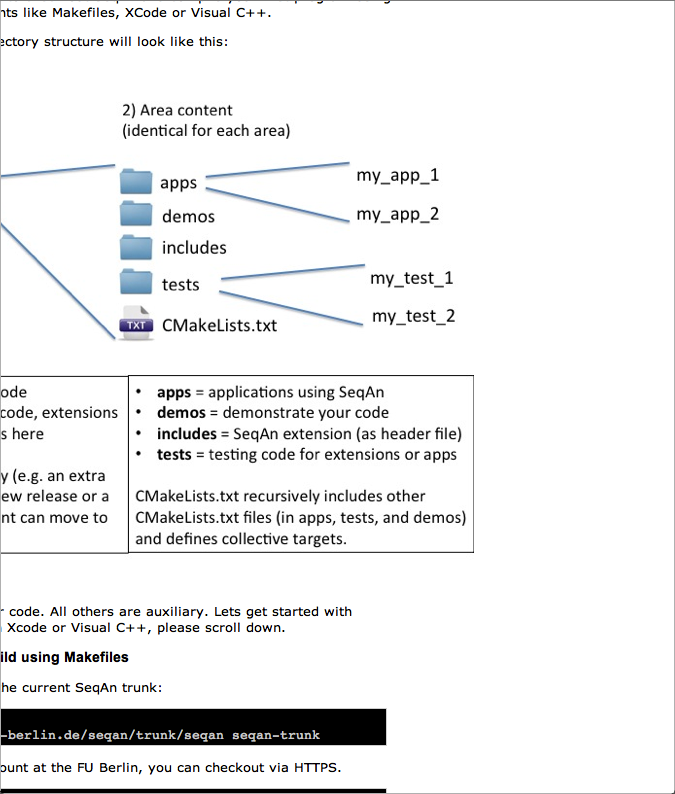 nts like Makefiles, XCode or Visual C++.
ectory structure will look like this:
2) Area content
(identical for each area)
apps
my_app_1
my_app_2
demos
includes
tests
my_test_1
my_test_2
TXT
CMakeLists.txt
ode
code, extensions
s here
y (e.g. an extra
ew release or a
nt can move to
• apps = applications using SeqAn
• demos = demonstrate your code
• includes = SeqAn extension (as header file)
• tests = testing code for extensions or apps
CMakeLists.txt recursively includes other
CMakeLists.txt files (in apps, tests, and demos)
and defines collective targets.
r code. All others are auxiliary. Lets get started with
Xcode or Visual C++, please scroll down.
ild using Makefiles
he current SeqAn trunk:
-berlin.de/seqan/trunk/seqan seqan-trunk
ount at the FU Berlin, you can checkout via HTTPS.